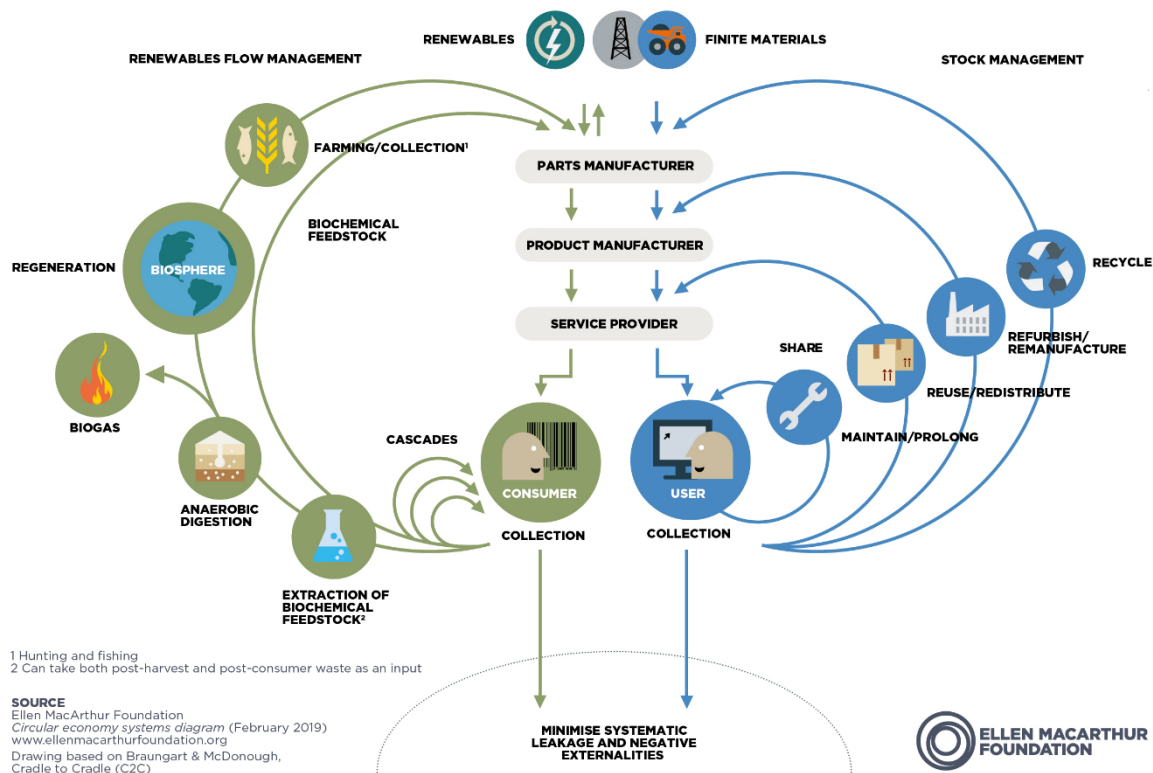 RENEWABLES
FINITE MATERIALS
RENEWABLES FLOW MANAGEMENT
STOCK MANAGEMENT
FARMING/COLLECTION¹
PARTS MANUFACTURER
BIOCHEMICAL
FEEDSTOCK
PRODUCT MANUFACTURER
REGENERATION
BIOSPHERE
RECYCLE
SERVICE PROVIDER
SHARE
REFURBISH/
REMANUFACTURE
REUSE/REDISTRIBUTE
BIOGAS
CASCADES
MAINTAIN/PROLONG
CONSUMER
USER
ANAEROBIC
DIGESTION
COLLECTION
COLLECTION
EXTRACTION OF
BIOCHEMICAL
FEEDSTOCK²
1 Hunting and fishing
2 Can take both post-harvest and post-consumer waste as an input
SOURCE
Ellen MacArthur Foundation
Circular economy systems diagram (February 2019)
www.ellenmacarthurfoundation.org
Drawing based on Braungart & McDonough,
Cradle to Cradle (C2C)
MINIMISE SYSTEMATIC
LEAKAGE AND NEGATIVE
EXTERNALITIES
ELLEN MACARTHUR
FOUNDATION